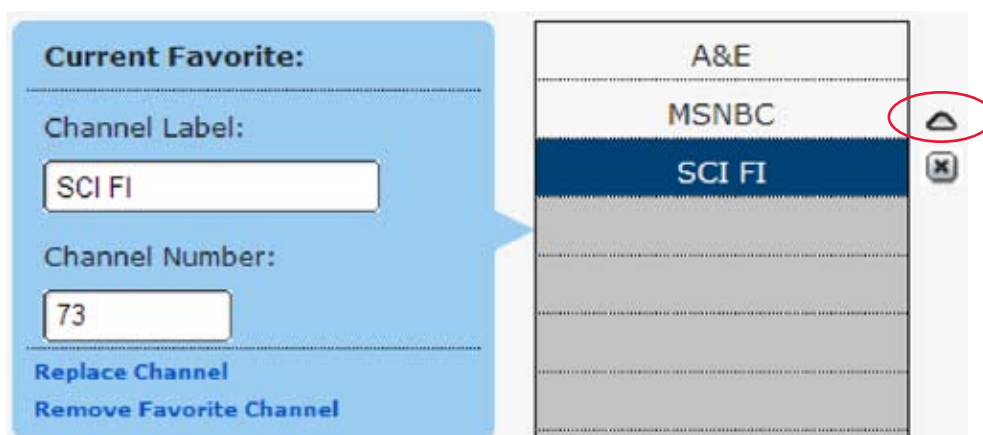 Current Favorite:
Channel Label:
SCI FI
Channel Number:
73
Replace Channel
Remove Favorite Channel
A&E
MSNBC
SCI FI